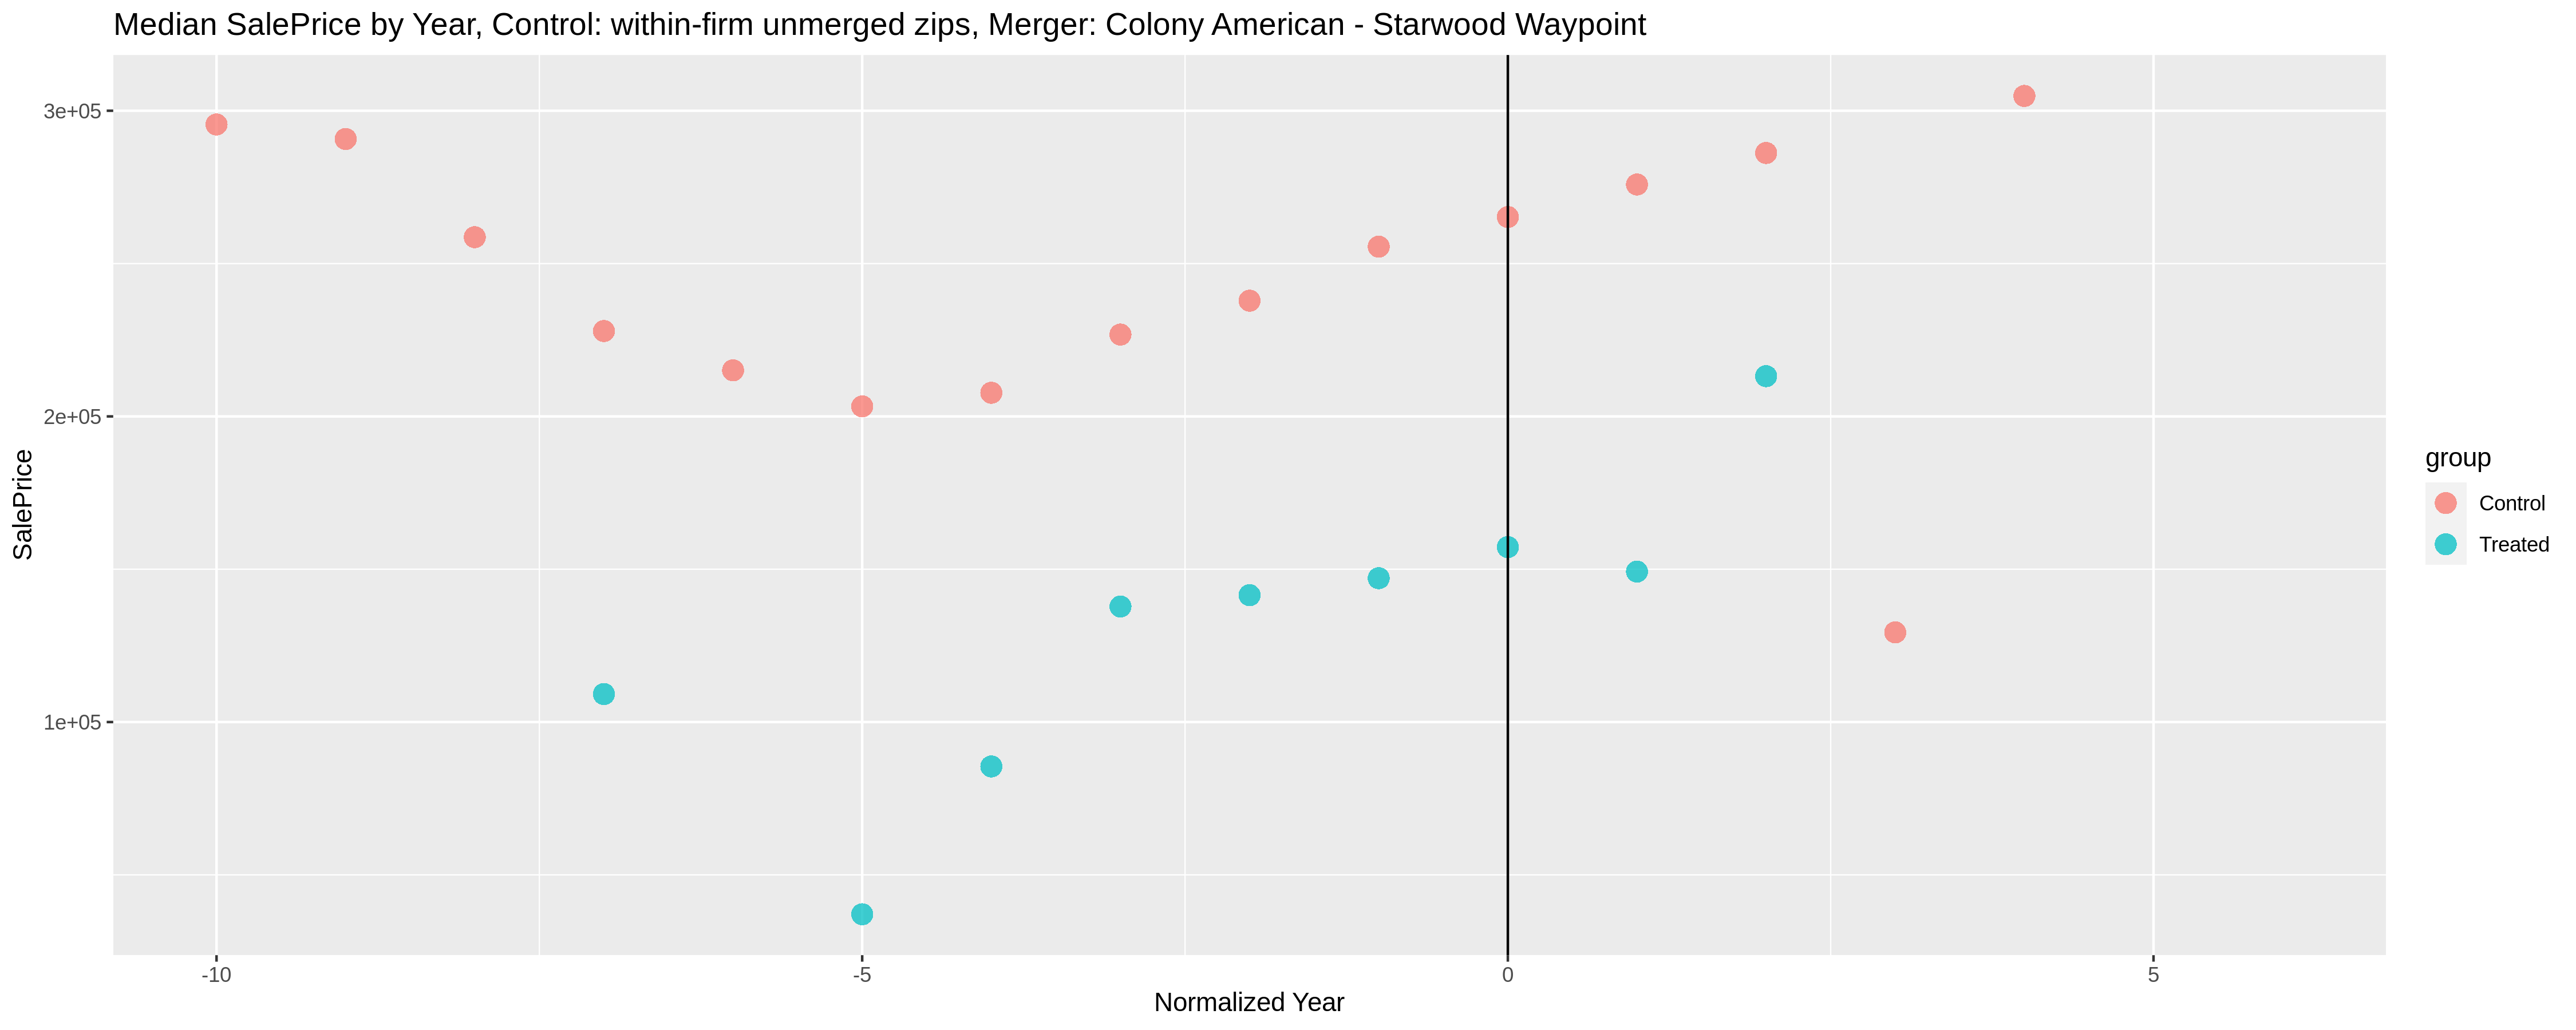 Median SalePrice by Year, Control: within-firm unmerged zips, Merger: Colony American - Starwood Waypoint
3e+05
2e+05
1e+05
SalePrice
-10
-5
0
5
Normalized Year
group
Control
Treated